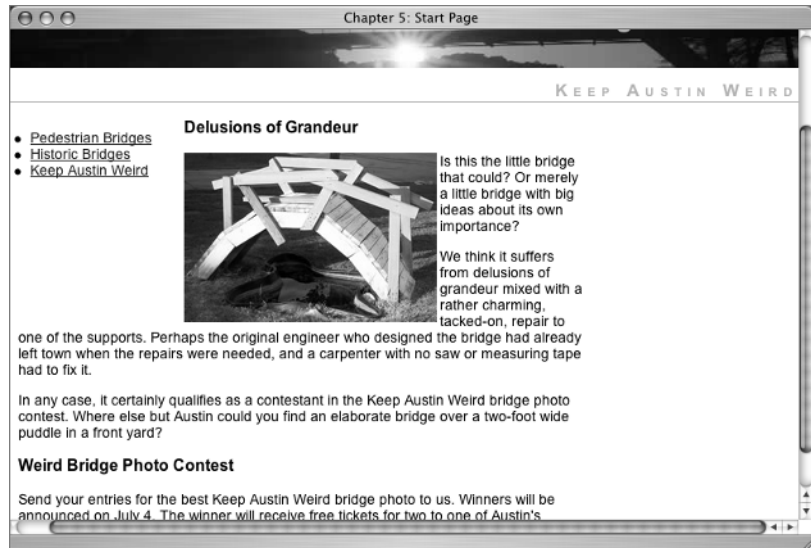 Chapter 5: Start Page
Keep Austin Weird
Pedestrian Bridges
Historic Bridges
Keep Austin Weird
Delusions of Grandeur
Is this the little bridge
that could? Or merely
a little bridge with big
ideas about its own
importance?
We think it suffers
from delusions of
grandeur mixed with a
rather charming,
tacked-on, repair to
one of the supports. Perhaps the original engineer who designed the bridge had already
left town when the repairs were needed, and a carpenter with no saw or measuring tape
had to fix it.
In any case, it certainly qualifies as a contestant in the Keep Austin Weird bridge photo
contest. Where else but Austin could you find an elaborate bridge over a two-foot wide
puddle in a front yard?
Weird Bridge Photo Contest
Send your entries for the best Keep Austin Weird bridge photo to us. Winners will be
announced on July 4. The winner will receive free tickets for two to one of Austin's